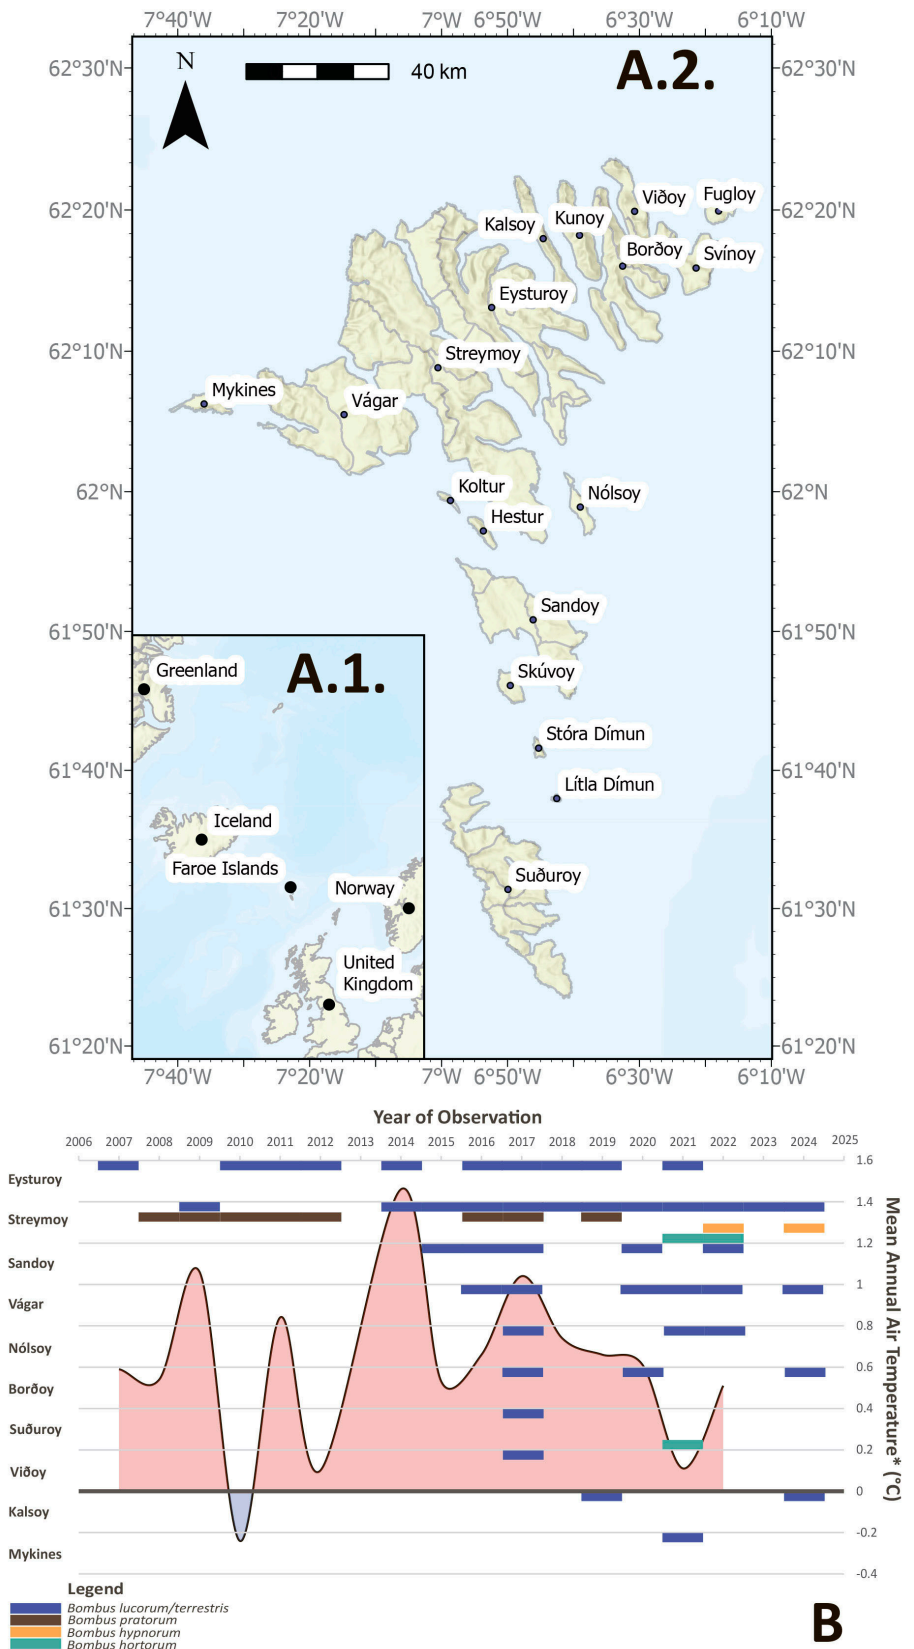 7°40'W 7°20'W 7°W 6°50'W 6°30'W 6°10'W
62°30'N
62°30'N
N
40 km
A.2.
62°20'N
62°20'N
Viðoy
Fugloy
Kalsoy
Kunoy
Borðoy
Svínoy
Eysturoy
62°10'N
62°10'N
Streymoy
Mykines
Vágar
62°N
62°N
Koltur
Nólsoy
Hestur
Sandoy
61°50'N
61°50'N
Skúvoy
Stóra Dímun
61°40'N
61°40'N
Lítla Dímun
Suðuroy
61°30'N
61°30'N
61°20'N
61°20'N
A.1.
Greenland
Iceland
Faroe Islands
Norway
United
Kingdom
7°40'W 7°20'W 7°W 6°50'W 6°30'W 6°10'W
Year of Observation
2006 2007 2008 2009 2010 2011 2012 2013 2014 2015 2016 2017 2018 2019 2020 2021 2022 2023 2024 2025
Eysturoy
Streymoy
Sandoy
Vágar
Nólsoy
Borðoy
Suðuroy
Viðoy
Kalsoy
Mykines
1.6
1.4
1.2
1
0.8
0.6
0.4
0.2
0
-0.2
-0.4
Mean Annual Air Temperature* (°C)
Legend
Bombus lucorum/terrestris
Bombus pratorum
Bombus hypnorum
Bombus hortorum
B